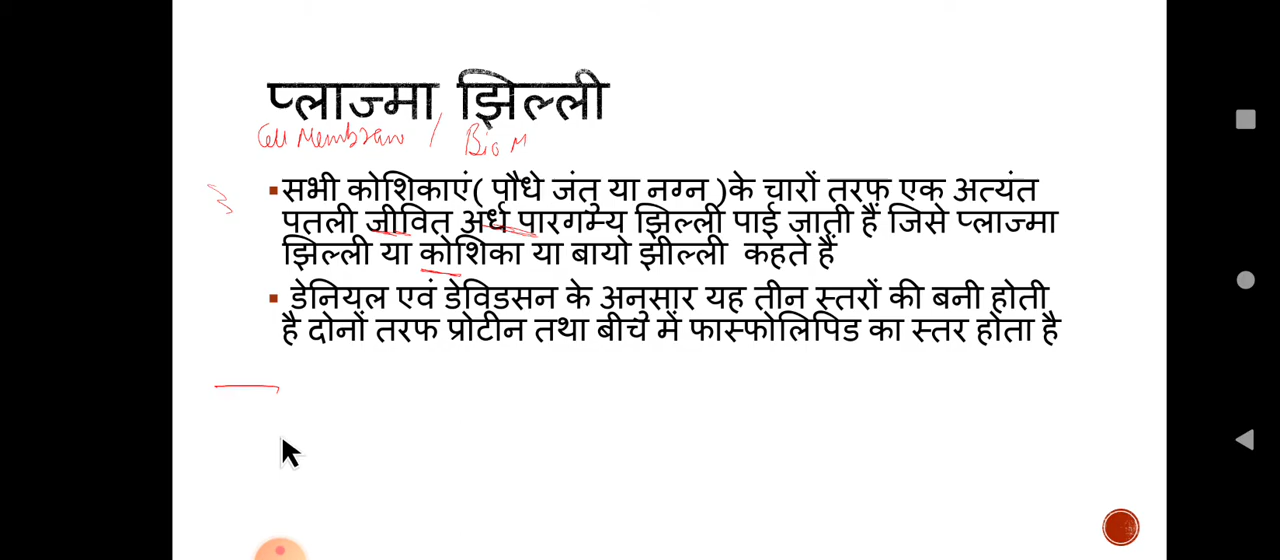 प्लाज्मा झिल्ली
Cell Membrane / Bio M
▪सभी कोशिकाएं( पौधे जंतु या नग्न )के चारों तरफ एक अत्यंत
पतली जीवित अर्ध पारगम्य झिल्ली पाई जाती हैं जिसे प्लाज्मा
झिल्ली या कोशिका या बायो झील्ली कहते हैं
▪ डेनियल एवं डेविडसन के अनुसार यह तीन स्तरों की बनी होती
है दोनों तरफ प्रोटीन तथा बीच में फास्फोलिपिड का स्तर होता है